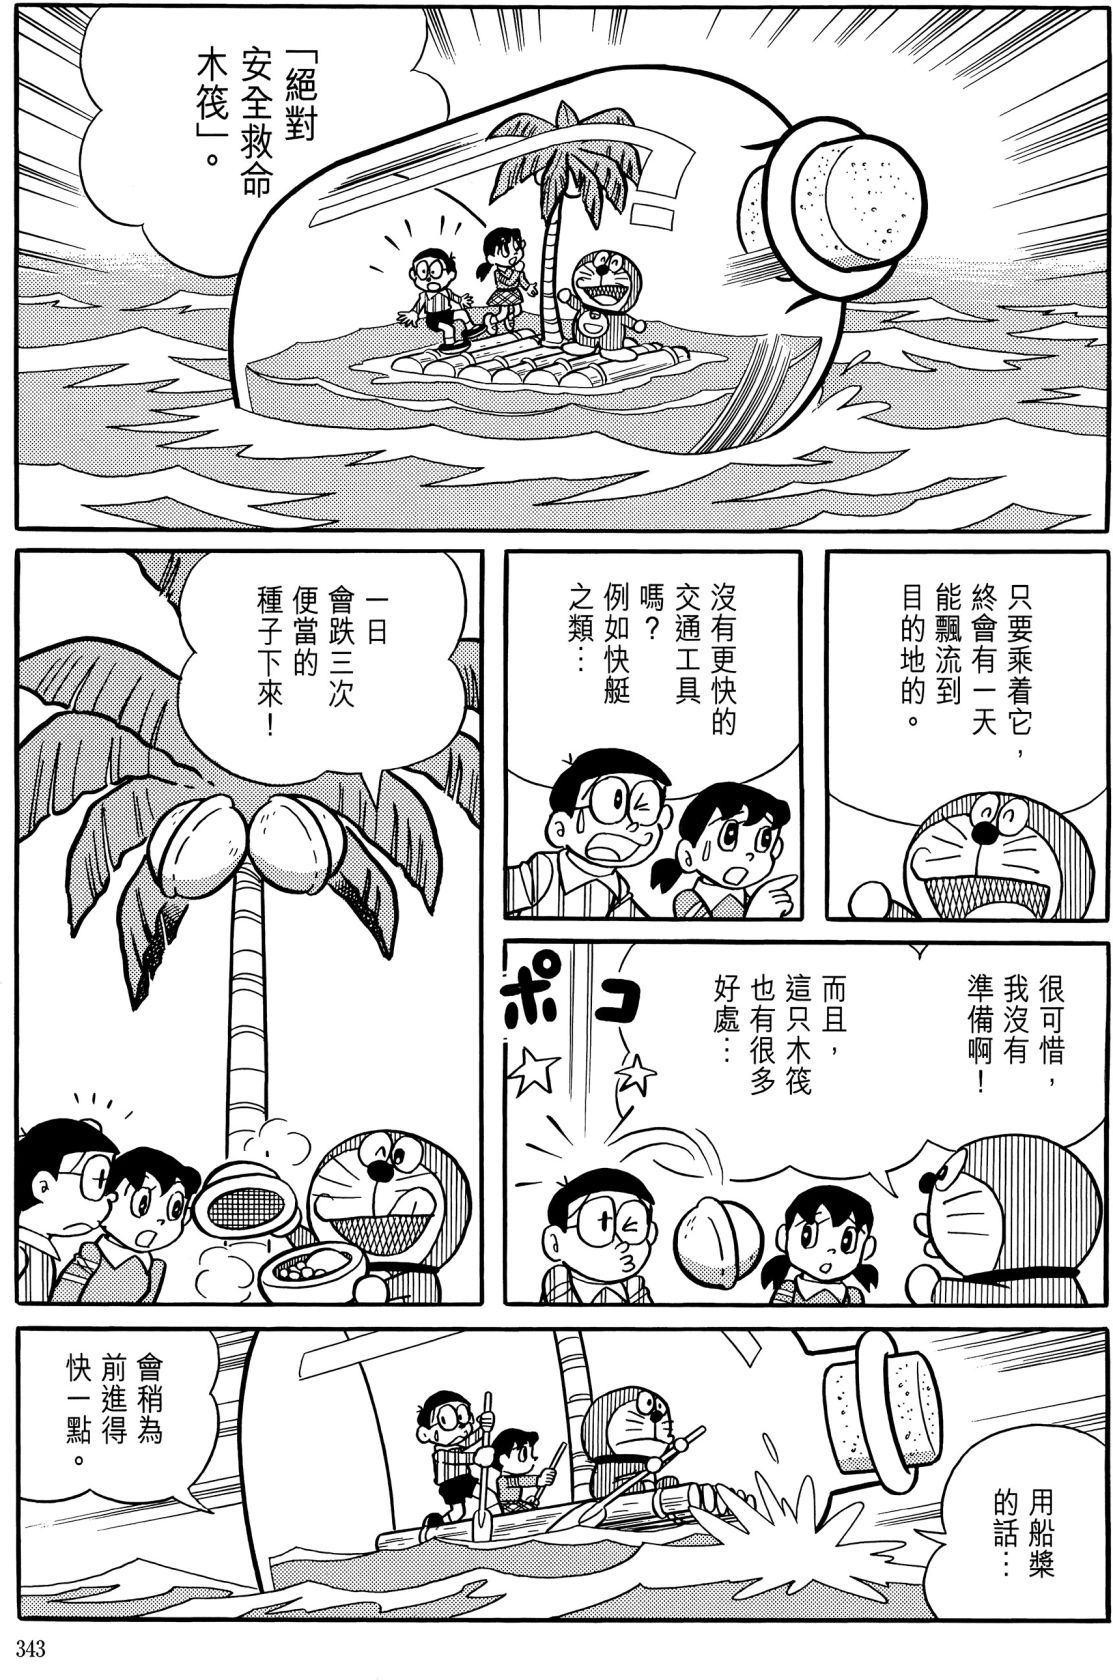 「絕對
安全救命
木筏」。
只要乘着它，
終會有一天
能飄流到
目的地的。
沒有更快的
交通工具
嗎？
例如快艇
之類…
一日
會跌三次
便當的
種子下來！
很可惜，
我沒有
準備啊！
而且，
這只木筏
也有很多
好處…
ポコ
用船槳
的話…
會稍為
前進得
快一點。
343